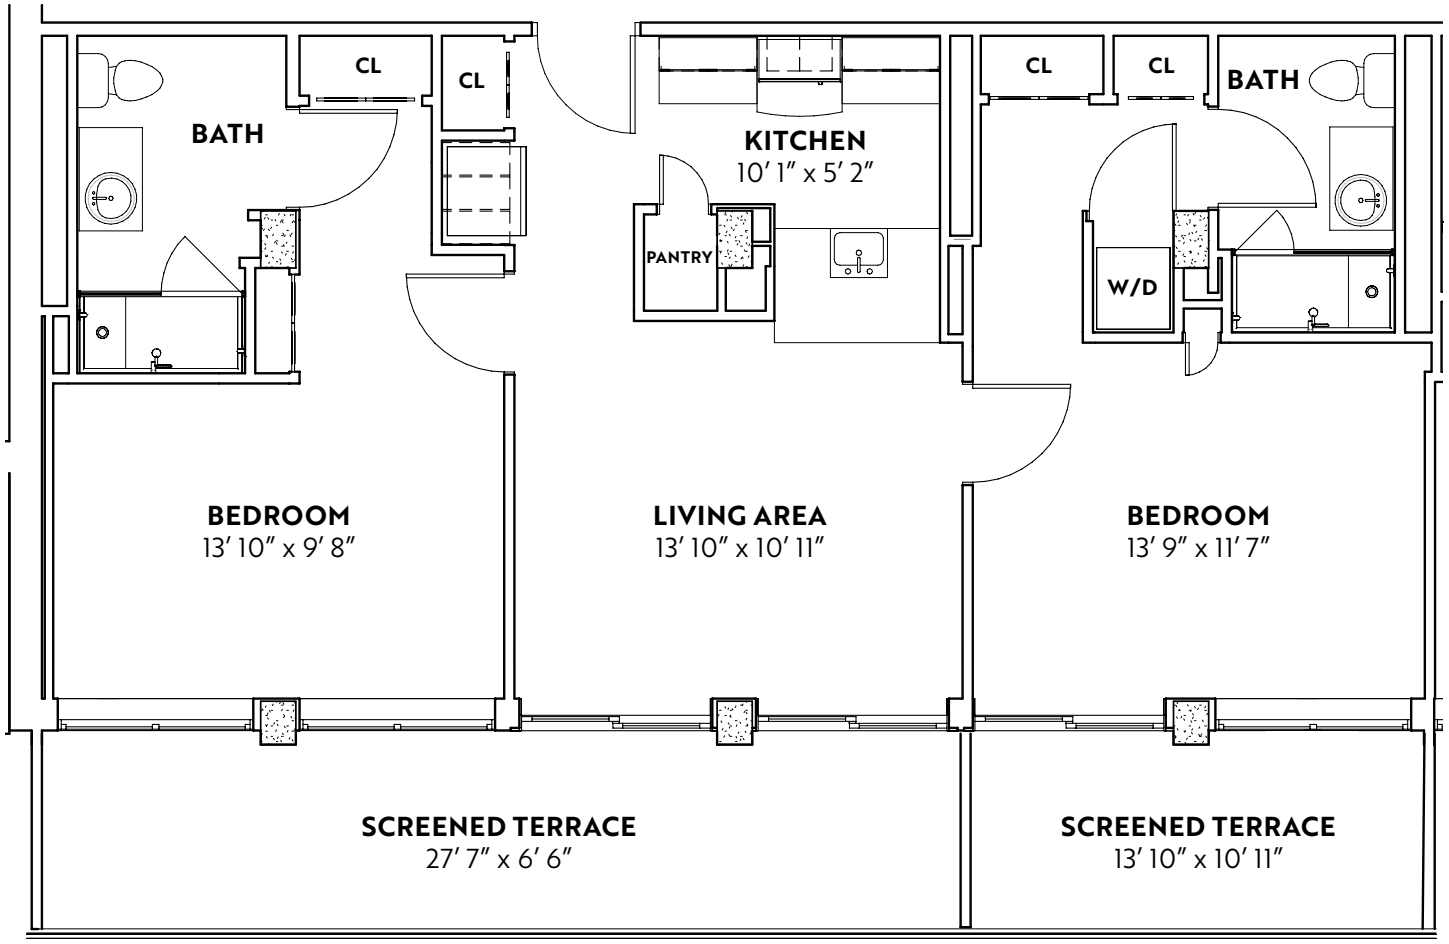 CL
CL
CL
CL
BATH
BATH
KITCHEN
10' 1" x 5' 2"
PANTRY
W/D
BEDROOM
13' 10" x 9' 8"
LIVING AREA
13' 10" x 10' 11"
BEDROOM
13' 9" x 11' 7"
SCREENED TERRACE
27' 7" x 6' 6"
SCREENED TERRACE
13' 10" x 10' 11"